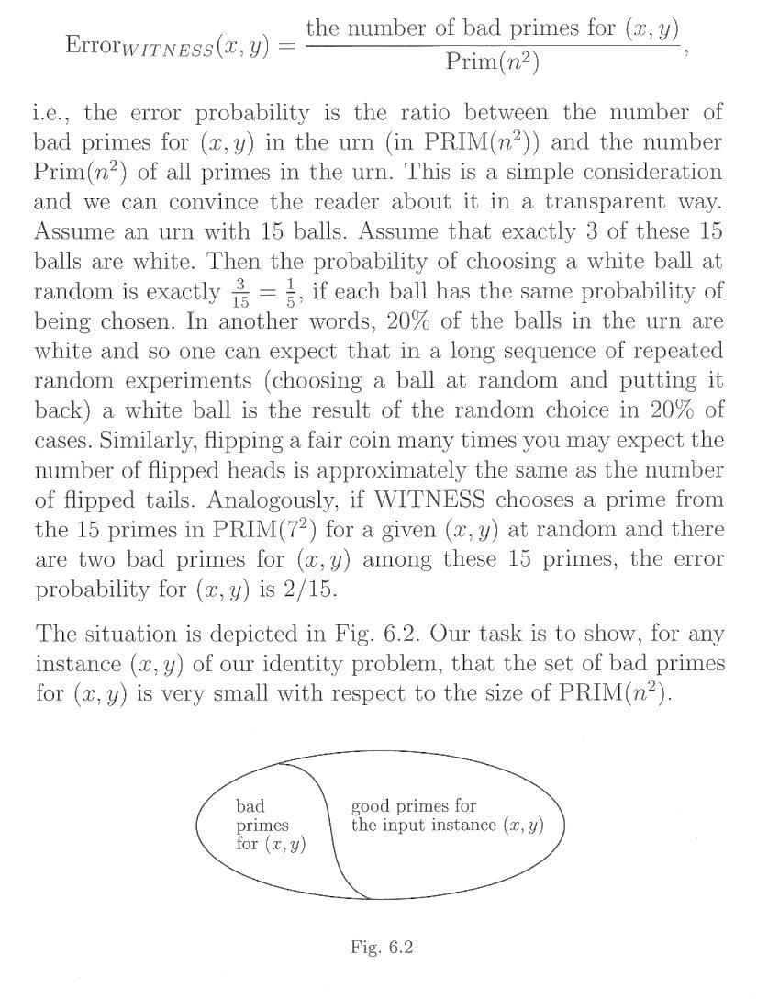 Error_{WITNESS}(x, y) = \frac{the number of bad primes for (x, y)}{Prim(n²)},
i.e., the error probability is the ratio between the number of
bad primes for (x, y) in the urn (in PRIM(n²)) and the number
Prim(n²) of all primes in the urn. This is a simple consideration
and we can convince the reader about it in a transparent way.
Assume an urn with 15 balls. Assume that exactly 3 of these 15
balls are white. Then the probability of choosing a white ball at
random is exactly 3/15 = 1/5, if each ball has the same probability of
being chosen. In another words, 20% of the balls in the urn are
white and so one can expect that in a long sequence of repeated
random experiments (choosing a ball at random and putting it
back) a white ball is the result of the random choice in 20% of
cases. Similarly, flipping a fair coin many times you may expect the
number of flipped heads is approximately the same as the number
of flipped tails. Analogously, if WITNESS chooses a prime from
the 15 primes in PRIM(7²) for a given (x, y) at random and there
are two bad primes for (x, y) among these 15 primes, the error
probability for (x, y) is 2/15.
The situation is depicted in Fig. 6.2. Our task is to show, for any
instance (x, y) of our identity problem, that the set of bad primes
for (x, y) is very small with respect to the size of PRIM(n²).
bad
primes
for (x, y)
good primes for
the input instance (x, y)
Fig. 6.2